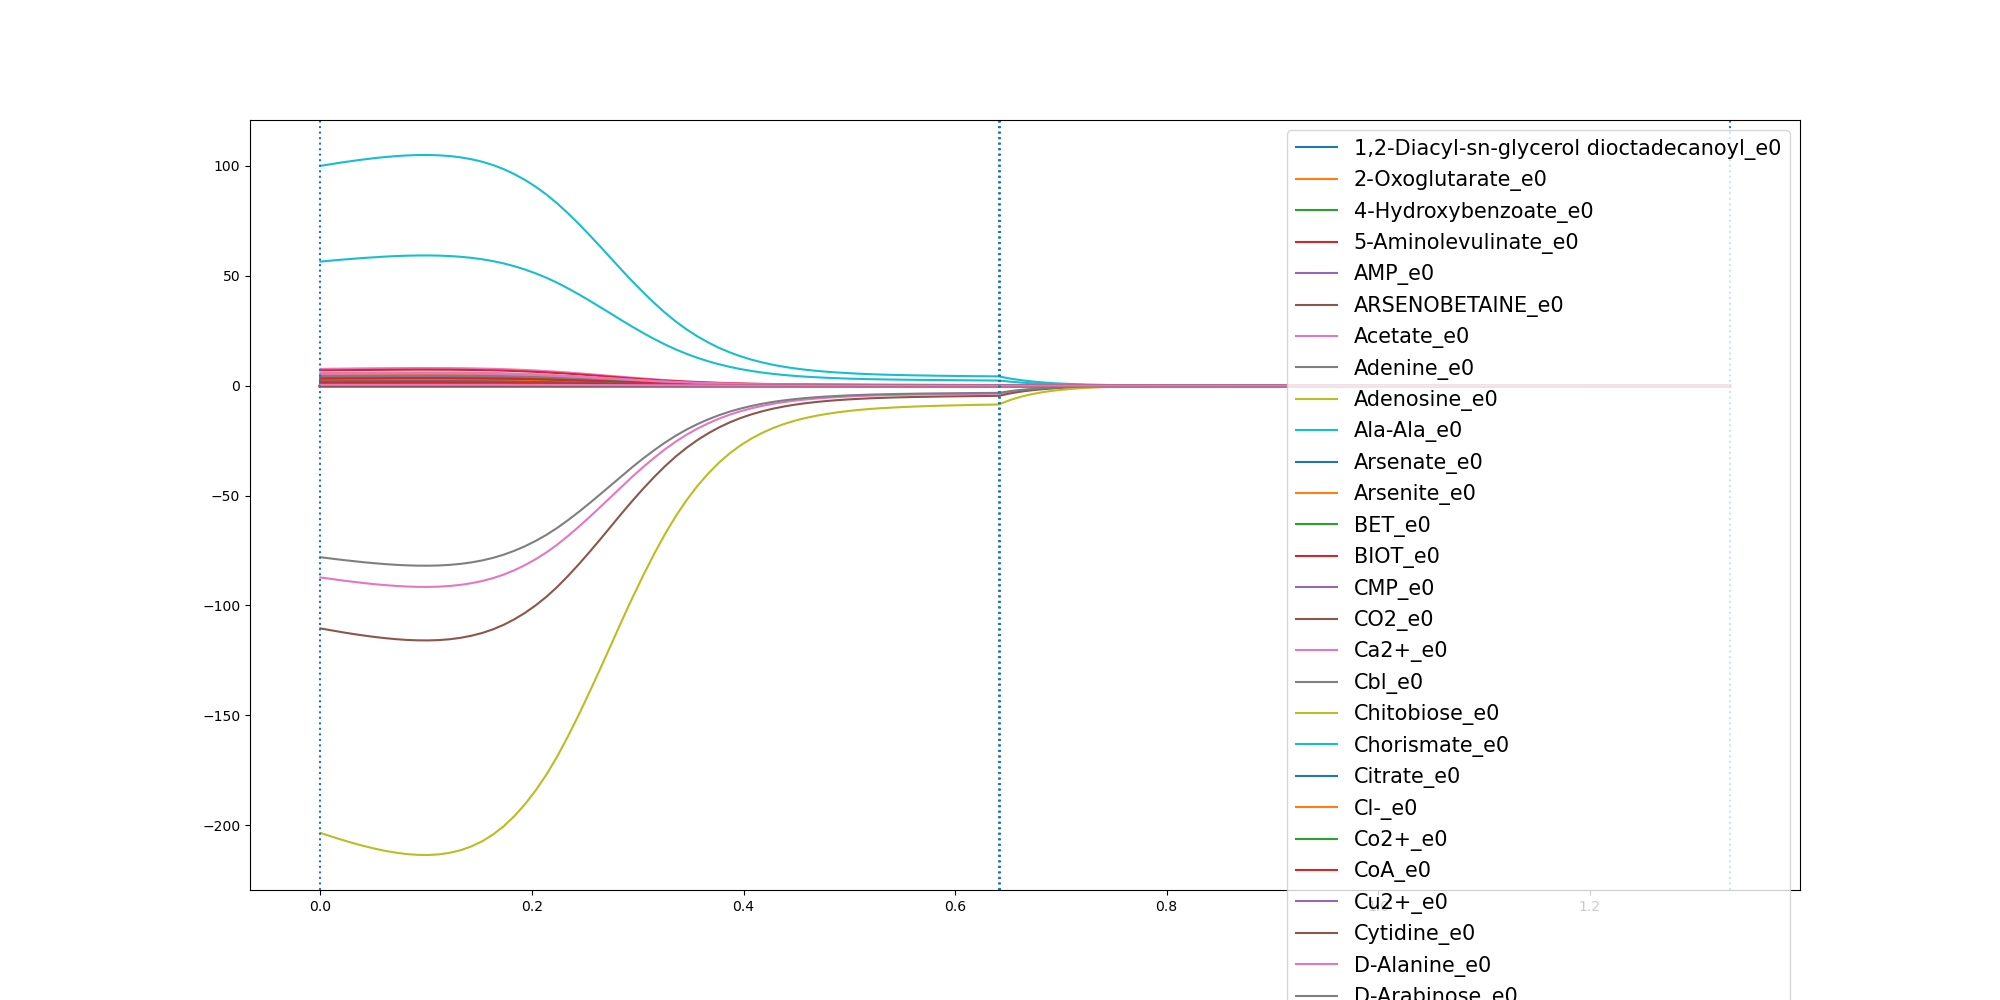 100
50
0
−50
−100
−150
−200
0.0 0.2 0.4 0.6 0.8 1.2
1,2-Diacyl-sn-glycerol dioctadecanoyl_e0
2-Oxoglutarate_e0
4-Hydroxybenzoate_e0
5-Aminolevulinate_e0
AMP_e0
ARSENOBETAINE_e0
Acetate_e0
Adenine_e0
Adenosine_e0
Ala-Ala_e0
Arsenate_e0
Arsenite_e0
BET_e0
BIOT_e0
CMP_e0
CO2_e0
Ca2+_e0
Cbl_e0
Chitobiose_e0
Chorismate_e0
Citrate_e0
Cl-_e0
Co2+_e0
CoA_e0
Cu2+_e0
Cytidine_e0
D-Alanine_e0
D-Arabinose_e0